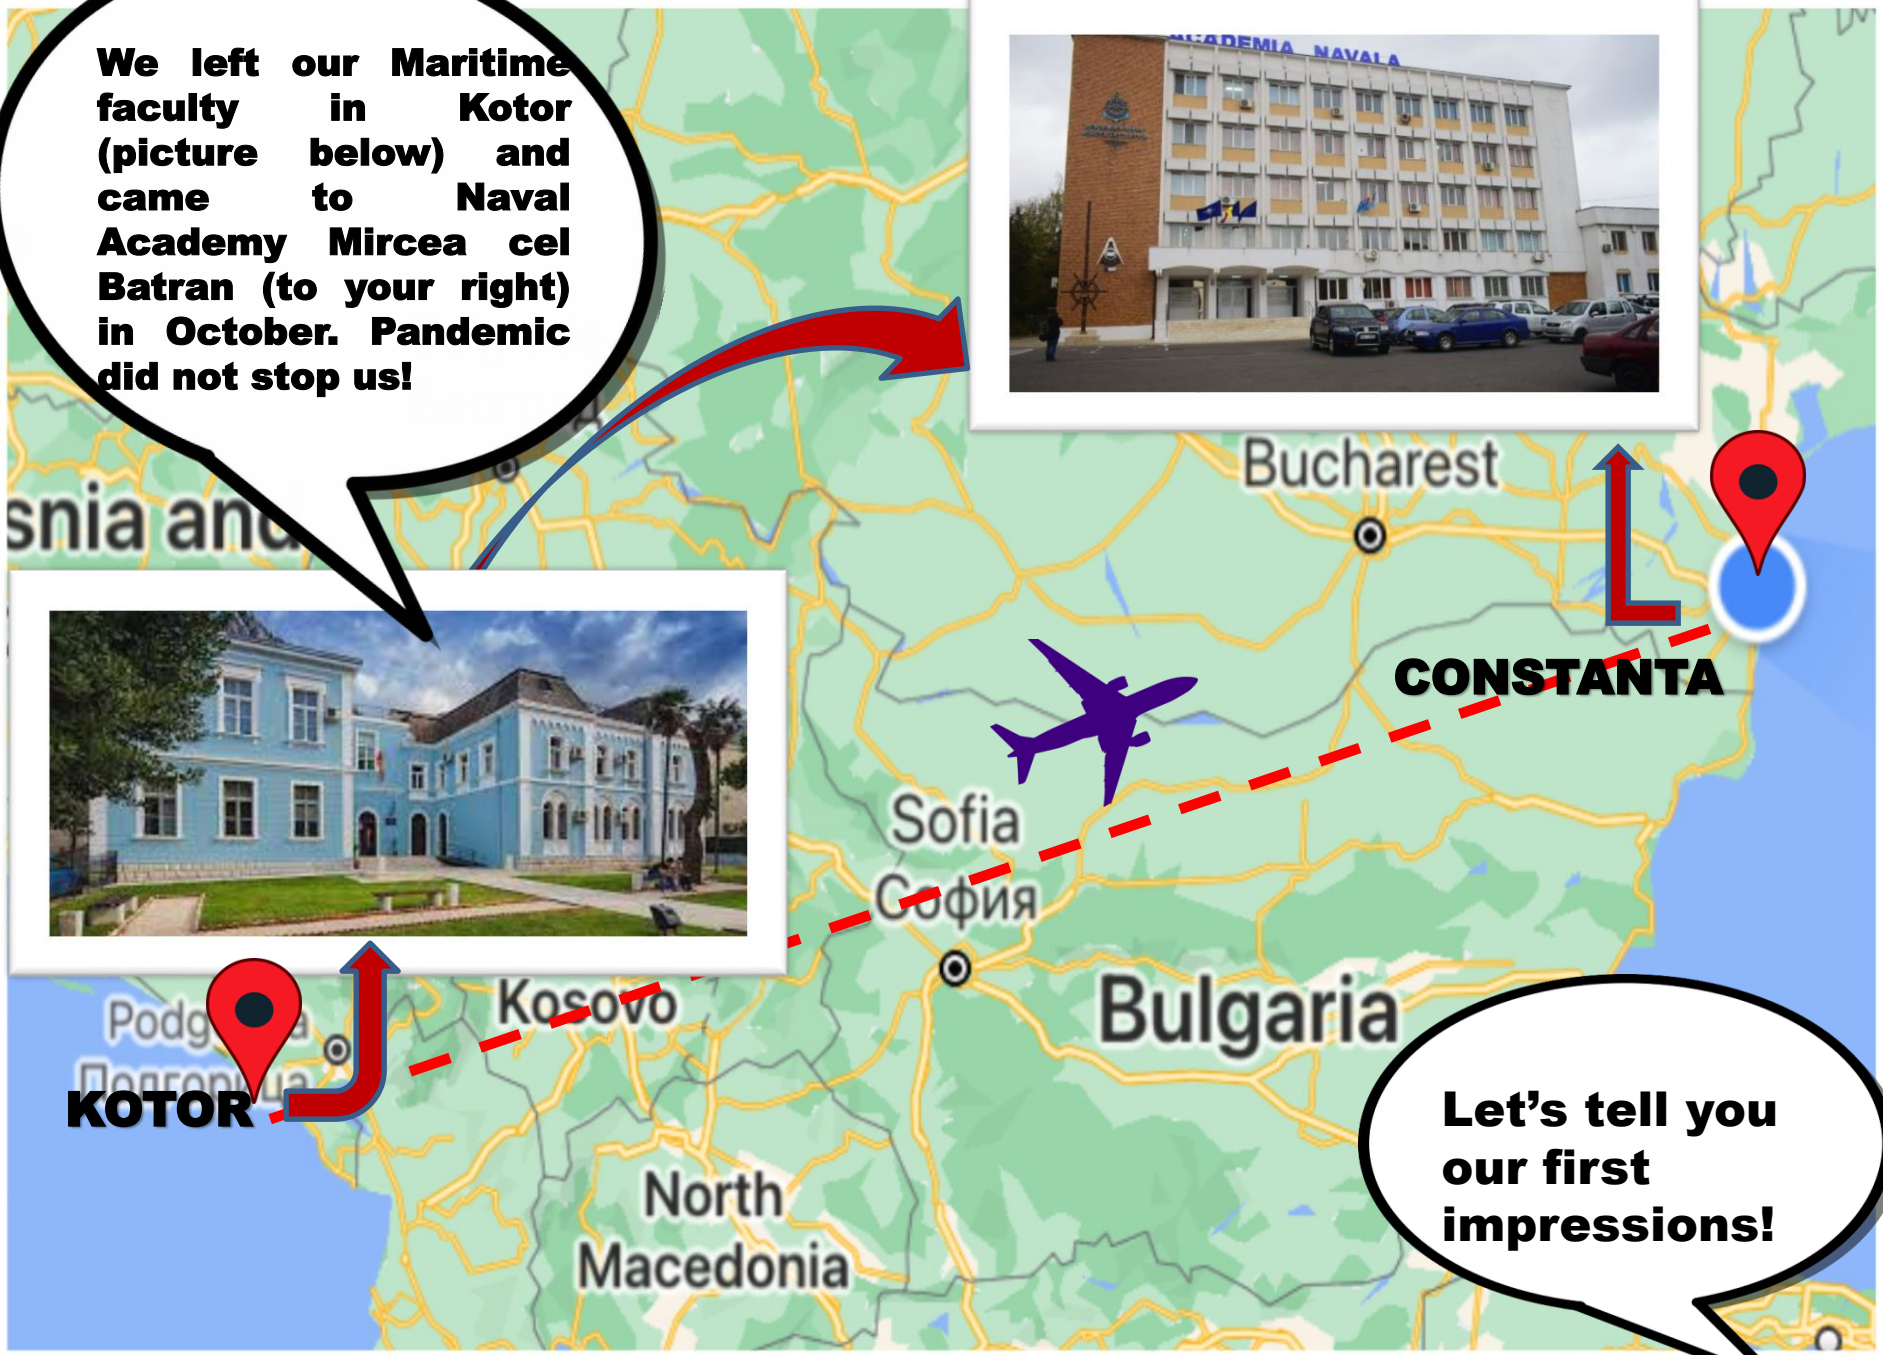 We left our Maritime
faculty in Kotor
(picture below) and
came to Naval
Academy Mircea cel
Batran (to your right)
in October. Pandemic
did not stop us!
ACADEMIA NAVALA
Bucharest
snia and
CONSTANTA
Sofia
София
Kosovo
Bulgaria
KOTOR
North
Macedonia
Let's tell you
our first
impressions!